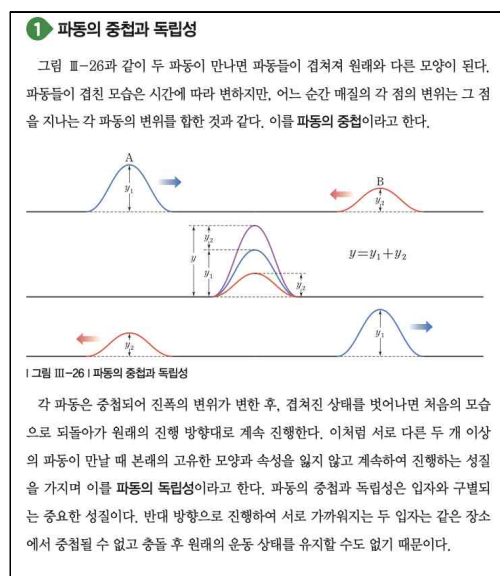 1 파동의 중첩과 독립성
그림 Ⅲ-26과 같이 두 파동이 만나면 파동들이 겹쳐져 원래와 다른 모양이 된다.
파동들이 겹친 모습은 시간에 따라 변하지만, 어느 순간 매질의 각 점의 변위는 그 점
을 지나는 각 파동의 변위를 합한 것과 같다. 이를 파동의 중첩이라고 한다.
A
y₁
B
y₂
y
y₂
y₁
y₂
y=y₁+y₂
y₂
y₁
| 그림 Ⅲ-26 | 파동의 중첩과 독립성
각 파동은 중첩되어 진폭의 변위가 변한 후, 겹쳐진 상태를 벗어나면 처음의 모습
으로 되돌아가 원래의 진행 방향대로 계속 진행한다. 이처럼 서로 다른 두 개 이상
의 파동이 만날 때 본래의 고유한 모양과 속성을 잃지 않고 계속하여 진행하는 성질
을 가지며 이를 파동의 독립성이라고 한다. 파동의 중첩과 독립성은 입자와 구별되
는 중요한 성질이다. 반대 방향으로 진행하여 서로 가까워지는 두 입자는 같은 장소
에서 중첩될 수 없고 충돌 후 원래의 운동 상태를 유지할 수도 없기 때문이다.